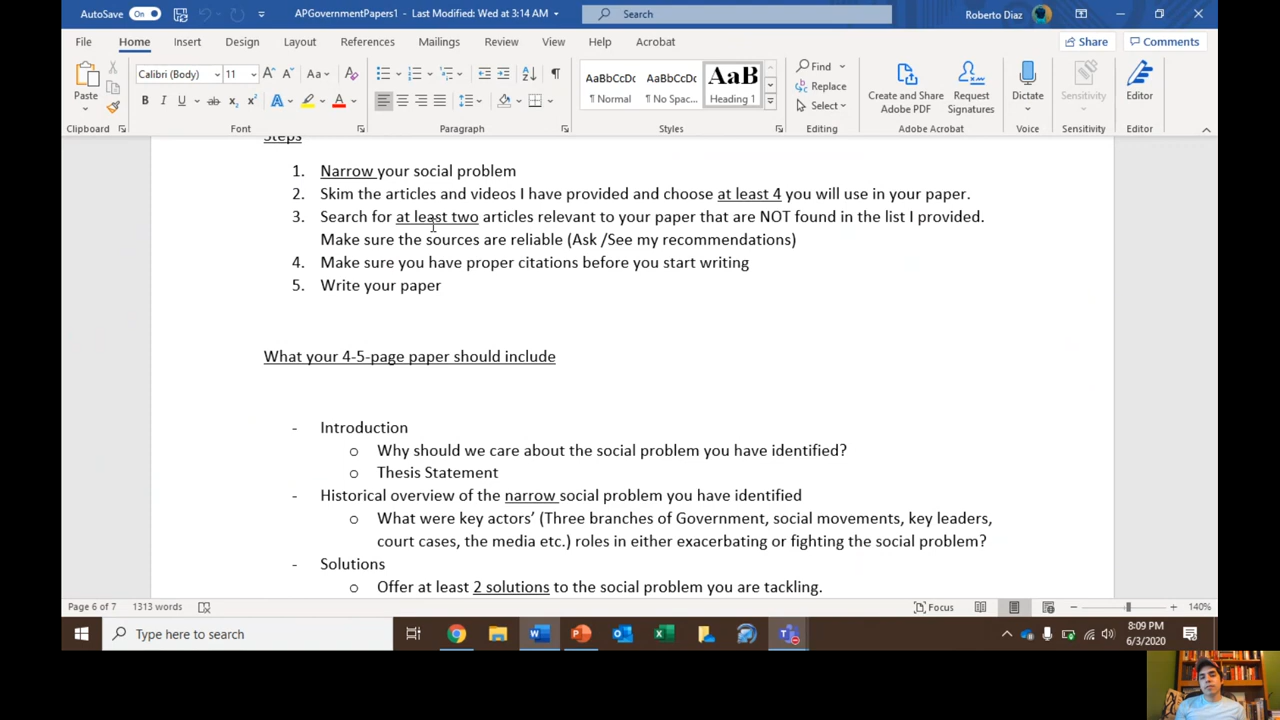 AutoSave On APGovernmentPapers1 - Last Modified: Wed at 3:14 AM Search Roberto Diaz
File Home Insert Design Layout References Mailings Review View Help Acrobat Share Comments
Calibri (Body) 11 Aa AaBbCcDc AaBbCcDc AaB Find
Paste B I U ab x2 x2 A A ¶ Normal ¶ No Spac... Heading 1 Replace Select Create and Share Adobe PDF Request Signatures Dictate Sensitivity Editor
Clipboard Font Paragraph Styles Editing Adobe Acrobat Voice Sensitivity Editor
Steps
1. Narrow your social problem
2. Skim the articles and videos I have provided and choose at least 4 you will use in your paper.
3. Search for at least two articles relevant to your paper that are NOT found in the list I provided.
Make sure the sources are reliable (Ask /See my recommendations)
4. Make sure you have proper citations before you start writing
5. Write your paper
What your 4-5-page paper should include
- Introduction
o Why should we care about the social problem you have identified?
o Thesis Statement
- Historical overview of the narrow social problem you have identified
o What were key actors' (Three branches of Government, social movements, key leaders,
court cases, the media etc.) roles in either exacerbating or fighting the social problem?
- Solutions
o Offer at least 2 solutions to the social problem you are tackling.
Page 6 of 7 1313 words Focus 140%
Type here to search 8:09 PM
6/3/2020